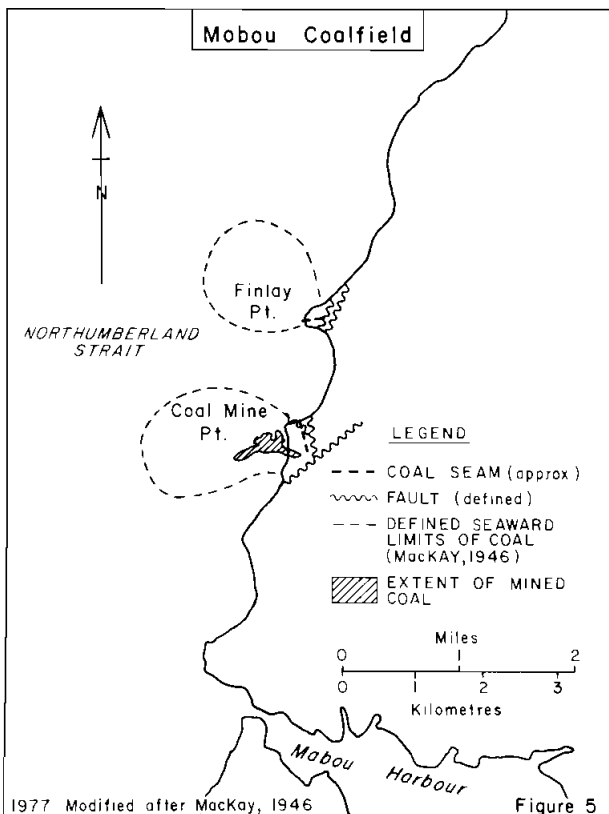 Mobou Coalfield
N
Finlay
Pt.
NORTHUMBERLAND
STRAIT
Coal Mine
Pt.
LEGEND
COAL SEAM (approx)
FAULT (defined)
DEFINED SEAWARD
LIMITS OF COAL
(MacKAY, 1946)
EXTENT OF MINED
COAL
Miles
0 1 2
0 1 2 3
Kilometres
Mabou Harbour
1977 Modified after MacKay, 1946
Figure 5